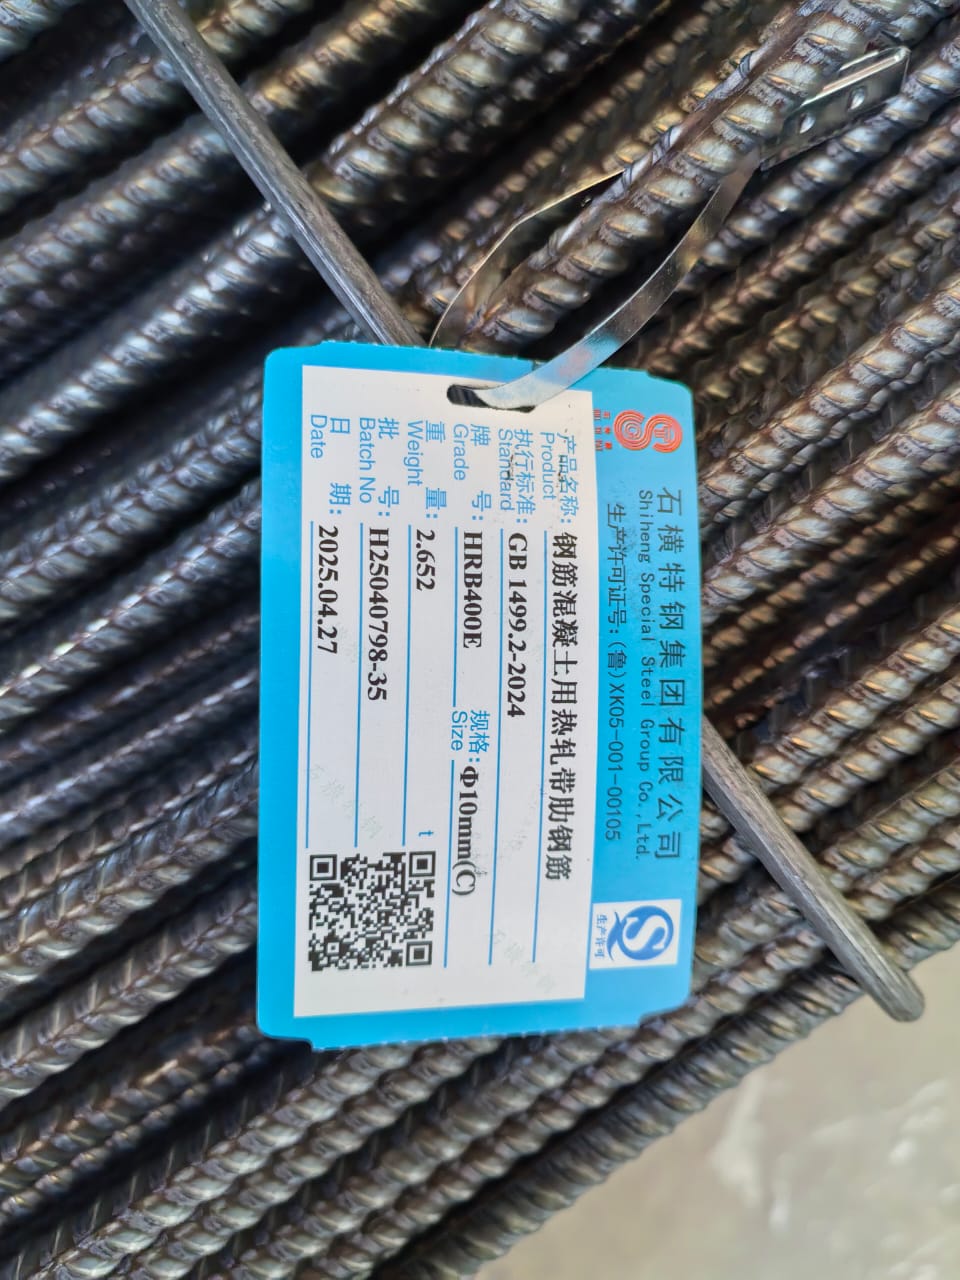 石横特钢集团有限公司
Shiheng Special Steel Group Co.,Ltd.
生产许可证号:(鲁)XK05-001-00105
生产许可
产品名称: 钢筋混凝土用热轧带肋钢筋
Product
执行标准: GB 1499.2-2024
Standard
牌 号: HRB400E 规格: Φ10mm(C)
Grade Size
重 量: 2.652 t
Weight
批 号: H25040798-35
Batch No
日 期: 2025.04.27
Date